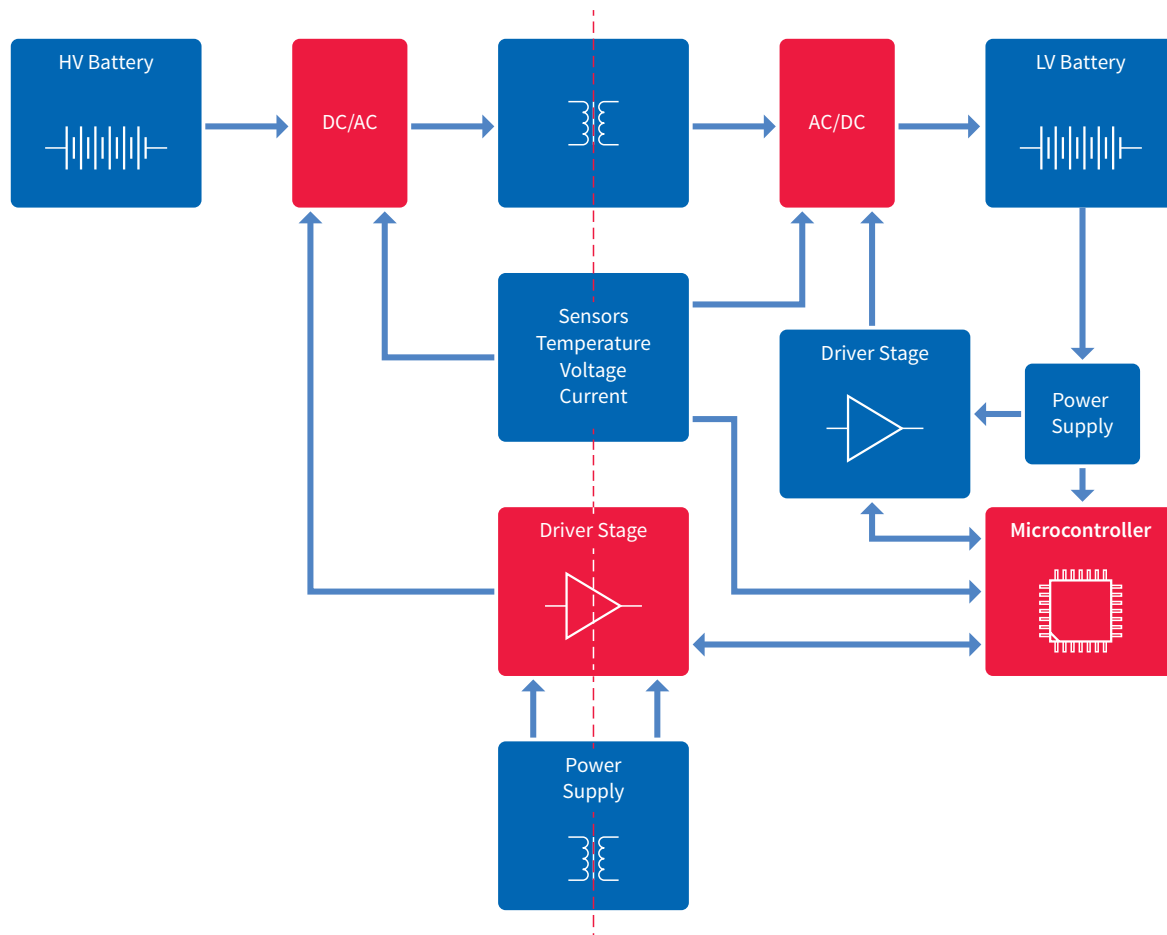 HV Battery
DC/AC
AC/DC
LV Battery
Sensors
Temperature
Voltage
Current
Driver Stage
Power
Supply
Driver Stage
Microcontroller
Power
Supply